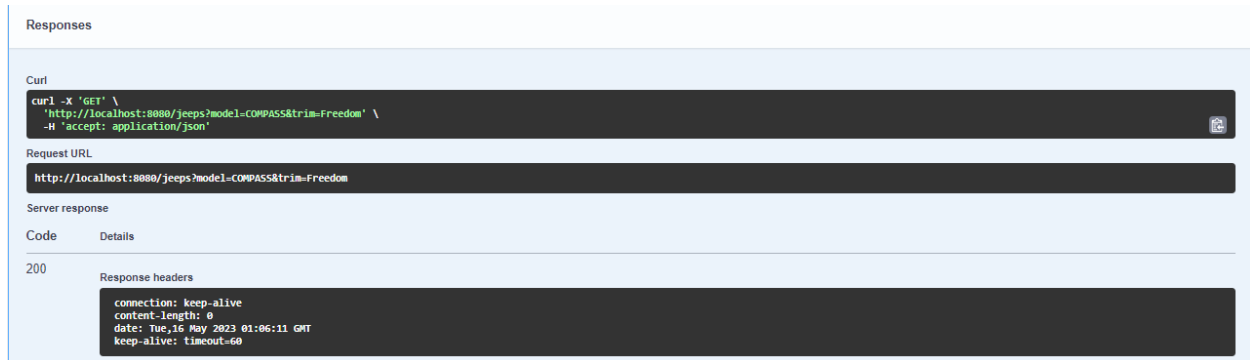 Responses
Curl
curl -X 'GET' \
'http://localhost:8080/jeeps?model=COMPASS&trim=Freedom' \
-H 'accept: application/json'
Request URL
http://localhost:8080/jeeps?model=COMPASS&trim=Freedom
Server response
Code Details
200
Response headers
connection: keep-alive
content-length: 0
date: Tue,16 May 2023 01:06:11 GMT
keep-alive: timeout=60